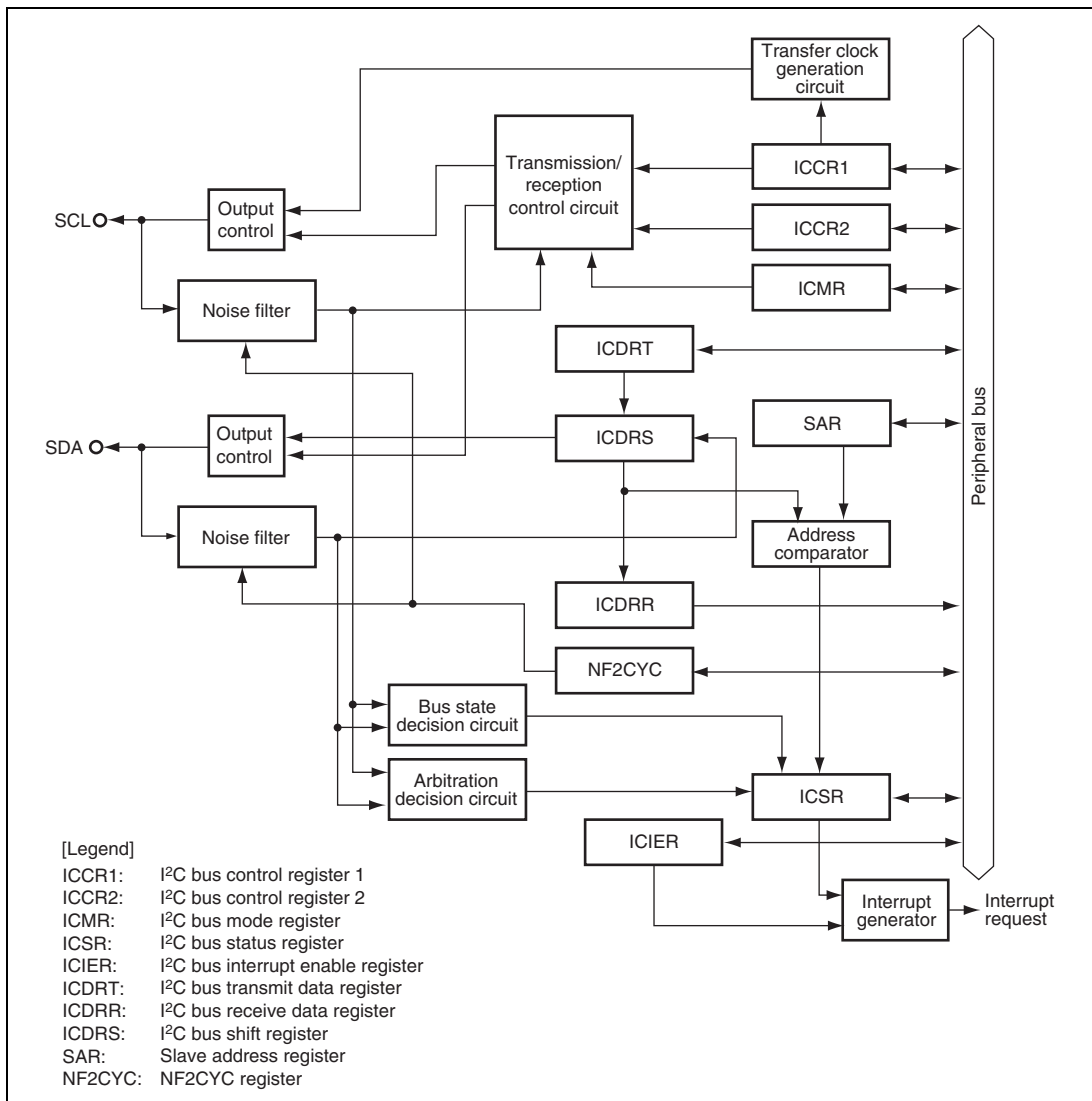 Transfer clock
generation
circuit
Transmission/
reception
control circuit
ICCR1
Output
control
SCL
ICCR2
ICMR
Noise filter
ICDRT
SAR
Output
control
ICDRS
SDA
Peripheral bus
Noise filter
Address
comparator
ICDRR
NF2CYC
Bus state
decision circuit
Arbitration
decision circuit
ICSR
ICIER
Interrupt
generator
Interrupt
request
[Legend]
ICCR1: I²C bus control register 1
ICCR2: I²C bus control register 2
ICMR: I²C bus mode register
ICSR: I²C bus status register
ICIER: I²C bus interrupt enable register
ICDRT: I²C bus transmit data register
ICDRR: I²C bus receive data register
ICDRS: I²C bus shift register
SAR: Slave address register
NF2CYC: NF2CYC register